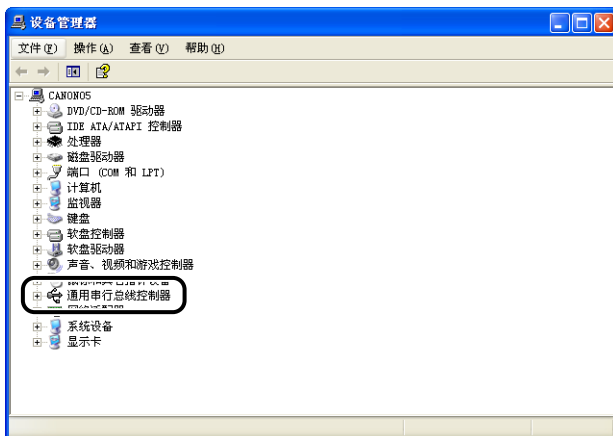 设备管理器
文件(F) 操作(A) 查看(V) 帮助(H)
CANON05
DVD/CD-ROM 驱动器
IDE ATA/ATAPI 控制器
处理器
磁盘驱动器
端口 (COM 和 LPT)
计算机
监视器
键盘
软盘控制器
软盘驱动器
声音、视频和游戏控制器
通用串行总线控制器
系统设备
显示卡